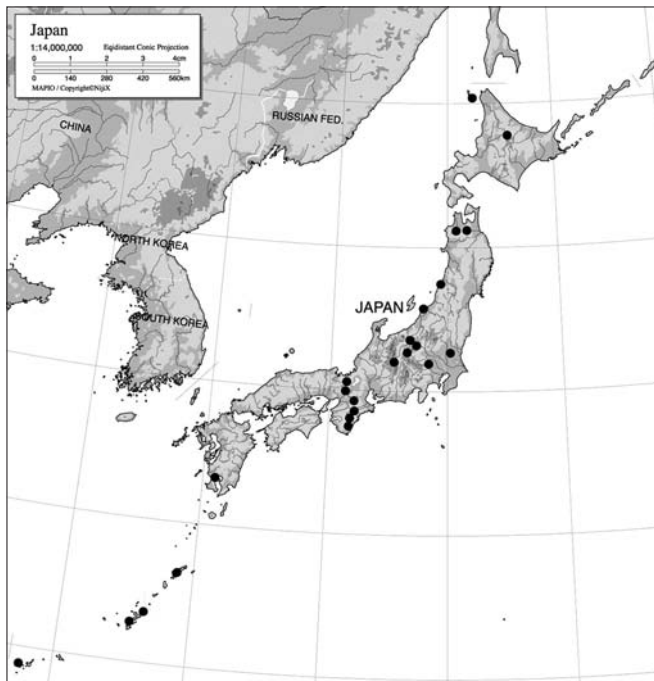 Japan
1:14,000,000 Eqidistant Conic Projection
0 1 2 3 4cm
0 140 280 420 560km
MAPIO / Copyright©NijiX
RUSSIAN FED.
CHINA
NORTH KOREA
JAPAN
SOUTH KOREA